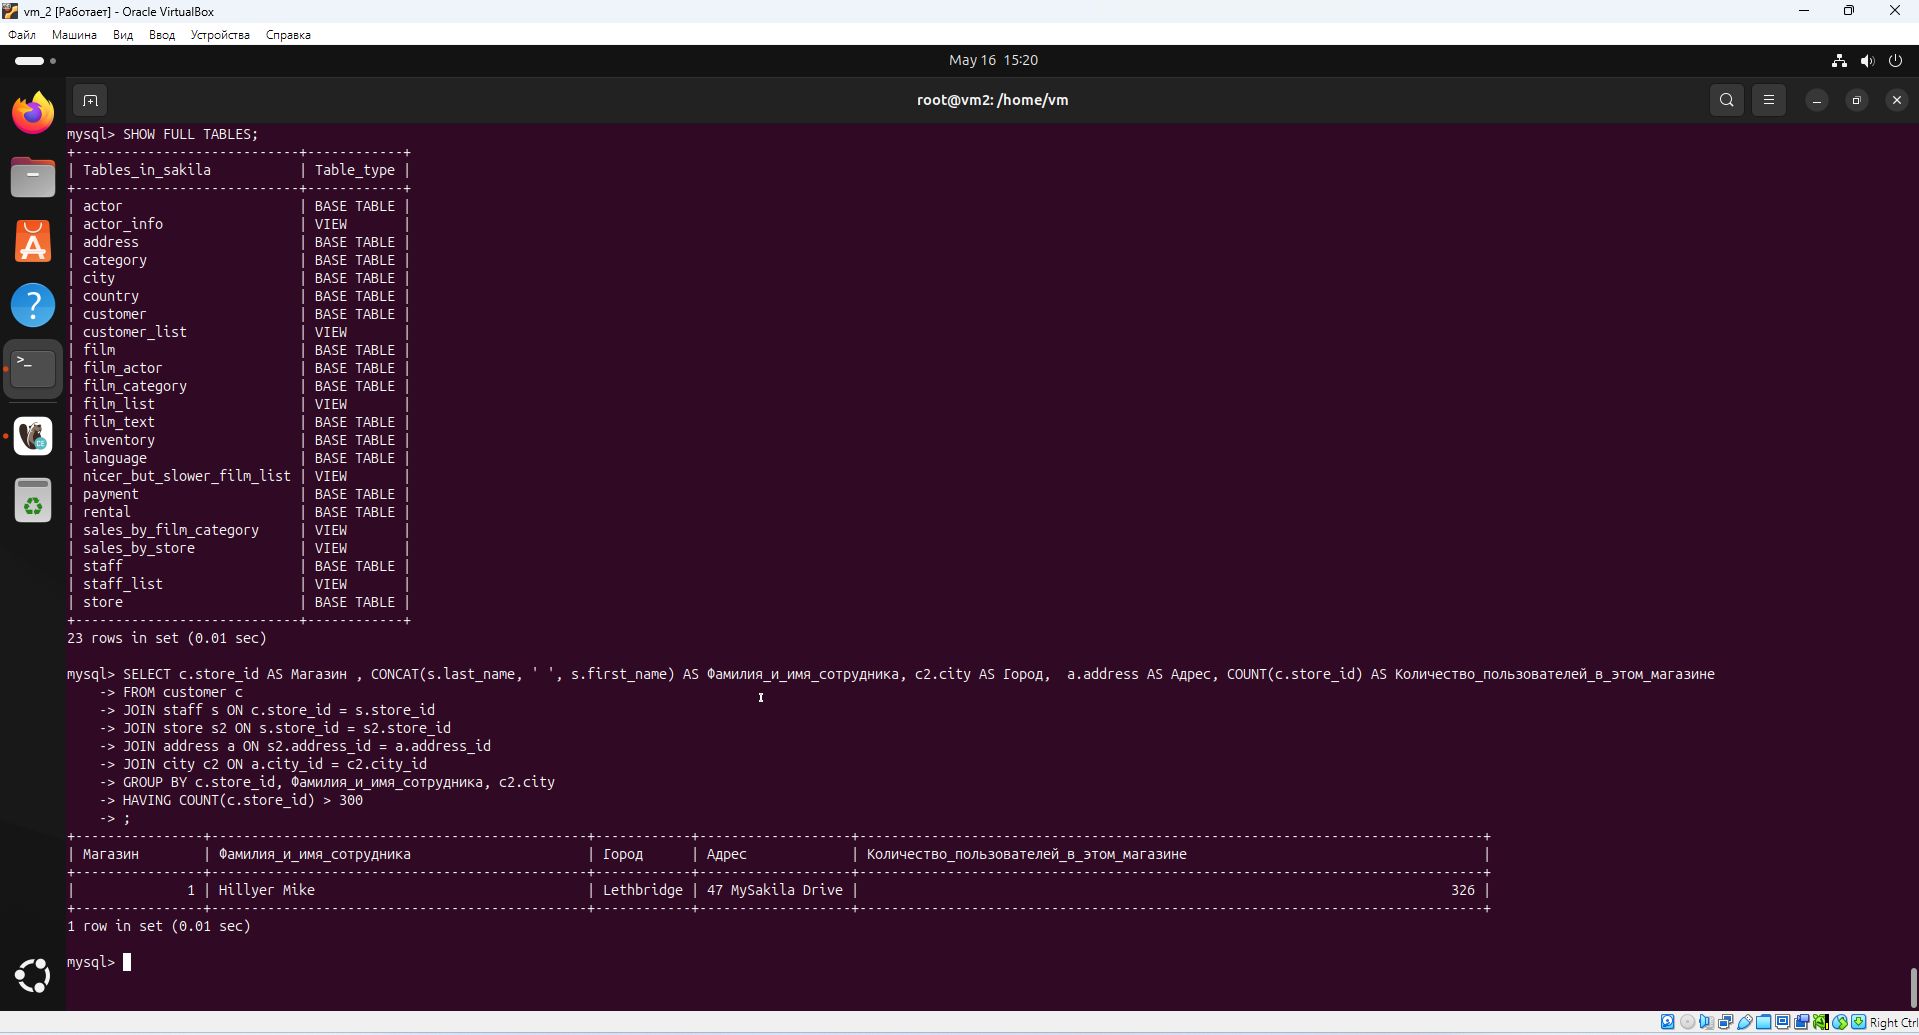 vm_2 [Работает] - Oracle VirtualBox
Файл Машина Вид Ввод Устройства Справка
May 16 15:20
root@vm2: /home/vm
mysql> SHOW FULL TABLES;
+----------------------------+------------+
| Tables_in_sakila           | Table_type |
+----------------------------+------------+
| actor                      | BASE TABLE |
| actor_info                 | VIEW       |
| address                    | BASE TABLE |
| category                   | BASE TABLE |
| city                       | BASE TABLE |
| country                    | BASE TABLE |
| customer                   | BASE TABLE |
| customer_list              | VIEW       |
| film                       | BASE TABLE |
| film_actor                 | BASE TABLE |
| film_category              | BASE TABLE |
| film_list                  | VIEW       |
| film_text                  | BASE TABLE |
| inventory                  | BASE TABLE |
| language                   | BASE TABLE |
| nicer_but_slower_film_list | VIEW       |
| payment                    | BASE TABLE |
| rental                     | BASE TABLE |
| sales_by_film_category     | VIEW       |
| sales_by_store             | VIEW       |
| staff                      | BASE TABLE |
| staff_list                 | VIEW       |
| store                      | BASE TABLE |
+----------------------------+------------+
23 rows in set (0.01 sec)
mysql> SELECT c.store_id AS Магазин , CONCAT(s.last_name, ' ', s.first_name) AS Фамилия_и_имя_сотрудника, c2.city AS Город,  a.address AS Адрес, COUNT(c.store_id) AS Количество_пользователей_в_этом_магазине
    -> FROM customer c
    -> JOIN staff s ON c.store_id = s.store_id
    -> JOIN store s2 ON s.store_id = s2.store_id
    -> JOIN address a ON s2.address_id = a.address_id
    -> JOIN city c2 ON a.city_id = c2.city_id
    -> GROUP BY c.store_id, Фамилия_и_имя_сотрудника, c2.city
    -> HAVING COUNT(c.store_id) > 300
    -> ;
+----------------+-----------------------------------------------+------------+-------------------+------------------------------------------------------------------------------+
| Магазин        | Фамилия_и_имя_сотрудника                      | Город      | Адрес             | Количество_пользователей_в_этом_магазине                                     |
+----------------+-----------------------------------------------+------------+-------------------+------------------------------------------------------------------------------+
|              1 | Hillyer Mike                                  | Lethbridge | 47 MySakila Drive |                                                                          326 |
+----------------+-----------------------------------------------+------------+-------------------+------------------------------------------------------------------------------+
1 row in set (0.01 sec)
mysql>
Right Ctrl